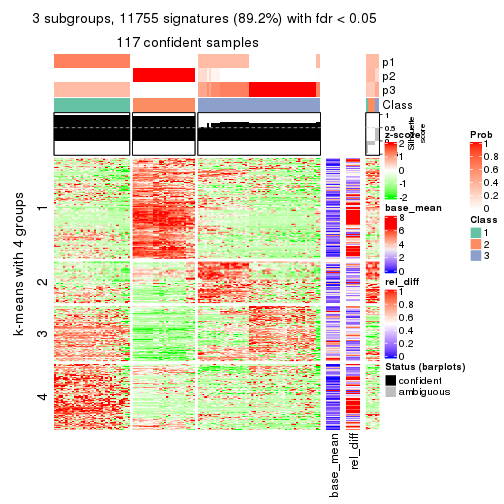 3 subgroups, 11755 signatures (89.2%) with fdr < 0.05
117 confident samples
p1
p2
p3
Class
1
0.5
0
Silhouette
score
k-means with 4 groups
1
2
3
4
base_mean
rel_diff
z-score
2
1
0
-1
-2
base_mean
8
6
4
2
0
rel_diff
1
0.8
0.6
0.4
0.2
0
Status (barplots)
confident
ambiguous
Prob
1
0.8
0.6
0.4
0.2
0
Class
1
2
3